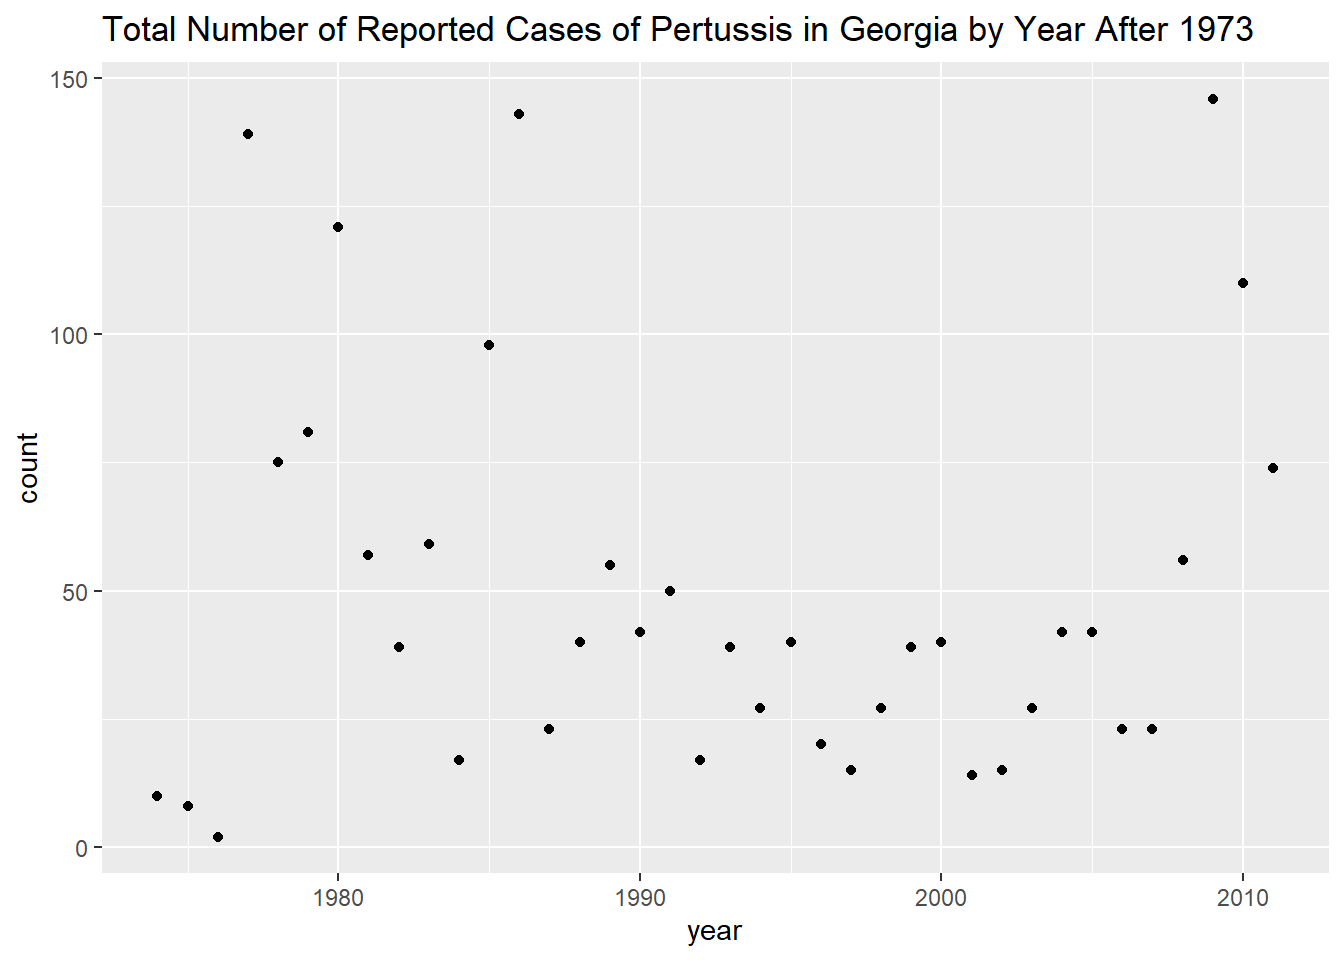 Total Number of Reported Cases of Pertussis in Georgia by Year After 1973
150
100
50
0
count
1980 1990 2000 2010
year